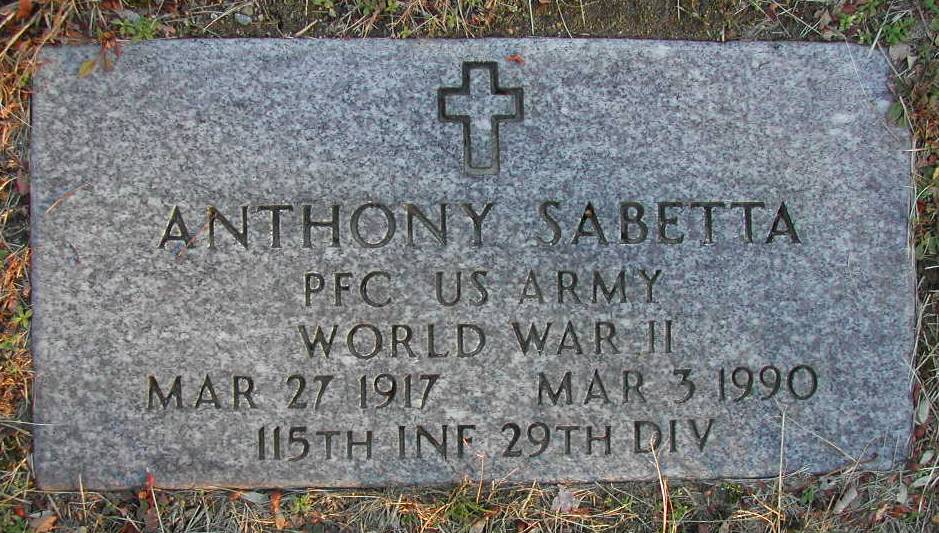 ANTHONY SABETTA
PFC US ARMY
WORLD WAR II
MAR 27 1917 MAR 3 1990
115TH INF 29TH DIV